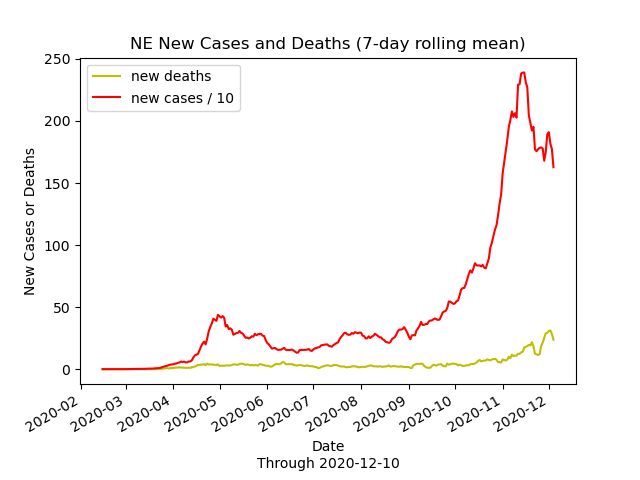 NE New Cases and Deaths (7-day rolling mean)
250
200
150
100
50
0
New Cases or Deaths
new deaths
new cases / 10
2020-02
2020-03
2020-04
2020-05
2020-06
2020-07
2020-08
2020-09
2020-10
2020-11
2020-12
Date
Through 2020-12-10